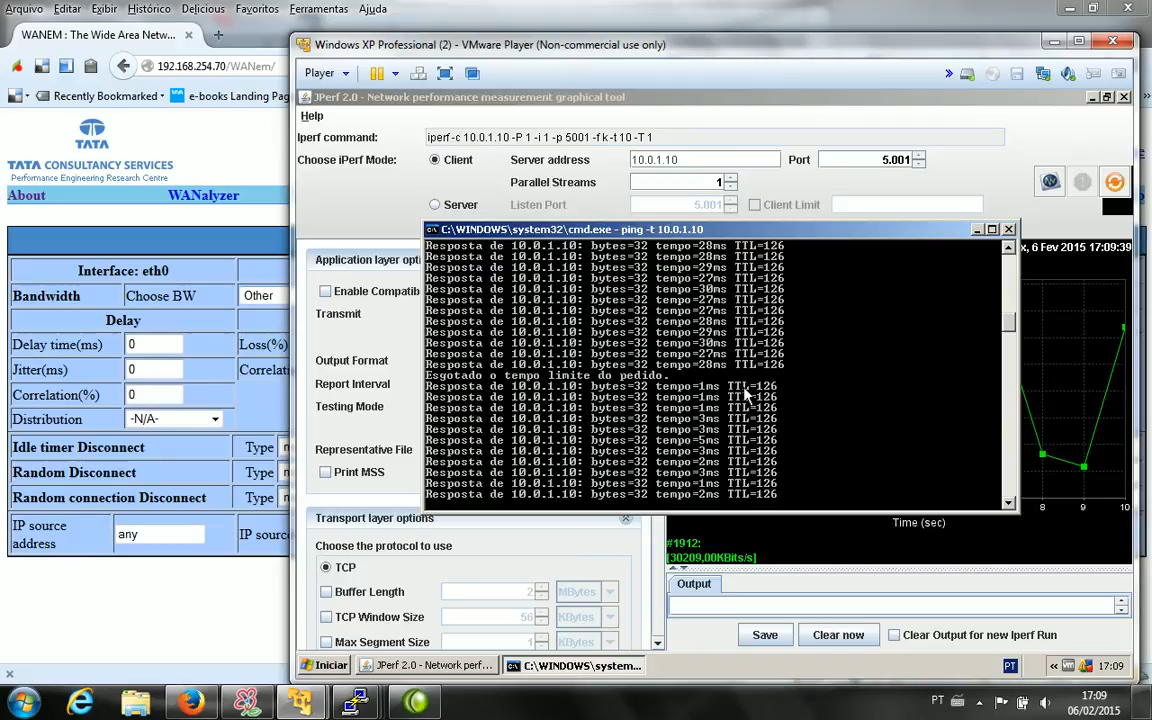 Arquivo Editar Exibir Histórico Delicious Favoritos Ferramentas Ajuda
WANEM : The Wide Area Netw...
192.168.254.70/WANem/
Recently Bookmarked
e-books Landing Pag
TATA
TATA CONSULTANCY SERVICES
Performance Engineering Research Centre
About WANalyzer
Interface: eth0
Bandwidth Choose BW Other
Delay
Delay time(ms) 0 Loss(%)
Jitter(ms) 0 Correlat
Correlation(%) 0
Distribution -N/A-
Idle timer Disconnect Type
Random Disconnect Type
Random connection Disconnect Type
IP source address any IP sour
Windows XP Professional (2) - VMware Player (Non-commercial use only)
Player
JPerf 2.0 - Network performance measurement graphical tool
Help
Iperf command: iperf -c 10.0.1.10 -P 1 -i 1 -p 5001 -f k -t 10 -T 1
Choose iPerf Mode: Client Server address 10.0.1.10 Port 5.001
Parallel Streams 1
Server Listen Port 5.001 Client Limit
C:\WINDOWS\system32\cmd.exe - ping -t 10.0.1.10
Resposta de 10.0.1.10: bytes=32 tempo=28ms TTL=126
Resposta de 10.0.1.10: bytes=32 tempo=28ms TTL=126
Resposta de 10.0.1.10: bytes=32 tempo=29ms TTL=126
Resposta de 10.0.1.10: bytes=32 tempo=27ms TTL=126
Resposta de 10.0.1.10: bytes=32 tempo=30ms TTL=126
Resposta de 10.0.1.10: bytes=32 tempo=27ms TTL=126
Resposta de 10.0.1.10: bytes=32 tempo=27ms TTL=126
Resposta de 10.0.1.10: bytes=32 tempo=28ms TTL=126
Resposta de 10.0.1.10: bytes=32 tempo=29ms TTL=126
Resposta de 10.0.1.10: bytes=32 tempo=30ms TTL=126
Resposta de 10.0.1.10: bytes=32 tempo=27ms TTL=126
Resposta de 10.0.1.10: bytes=32 tempo=28ms TTL=126
Esgotado o tempo limite do pedido.
Resposta de 10.0.1.10: bytes=32 tempo=1ms TTL=126
Resposta de 10.0.1.10: bytes=32 tempo=1ms TTL=126
Resposta de 10.0.1.10: bytes=32 tempo=1ms TTL=126
Resposta de 10.0.1.10: bytes=32 tempo=3ms TTL=126
Resposta de 10.0.1.10: bytes=32 tempo=3ms TTL=126
Resposta de 10.0.1.10: bytes=32 tempo=5ms TTL=126
Resposta de 10.0.1.10: bytes=32 tempo=3ms TTL=126
Resposta de 10.0.1.10: bytes=32 tempo=2ms TTL=126
Resposta de 10.0.1.10: bytes=32 tempo=3ms TTL=126
Resposta de 10.0.1.10: bytes=32 tempo=1ms TTL=126
Resposta de 10.0.1.10: bytes=32 tempo=2ms TTL=126
x, 6 Fev 2015 17:09:39
Application layer opti
Enable Compatib
Transmit
Output Format
Report Interval
Testing Mode
Representative File
Print MSS
Transport layer options
Choose the protocol to use
TCP
Buffer Length 2 MBytes
TCP Window Size 56 KBytes
Max Segment Size 1 KBytes
8 9 10
Time (sec)
#1912:
[30209,00KBits/s]
Output
Save Clear now Clear Output for new Iperf Run
Iniciar JPerf 2.0 - Network perf... C:\WINDOWS\system... PT « 17:09
PT 17:09
06/02/2015